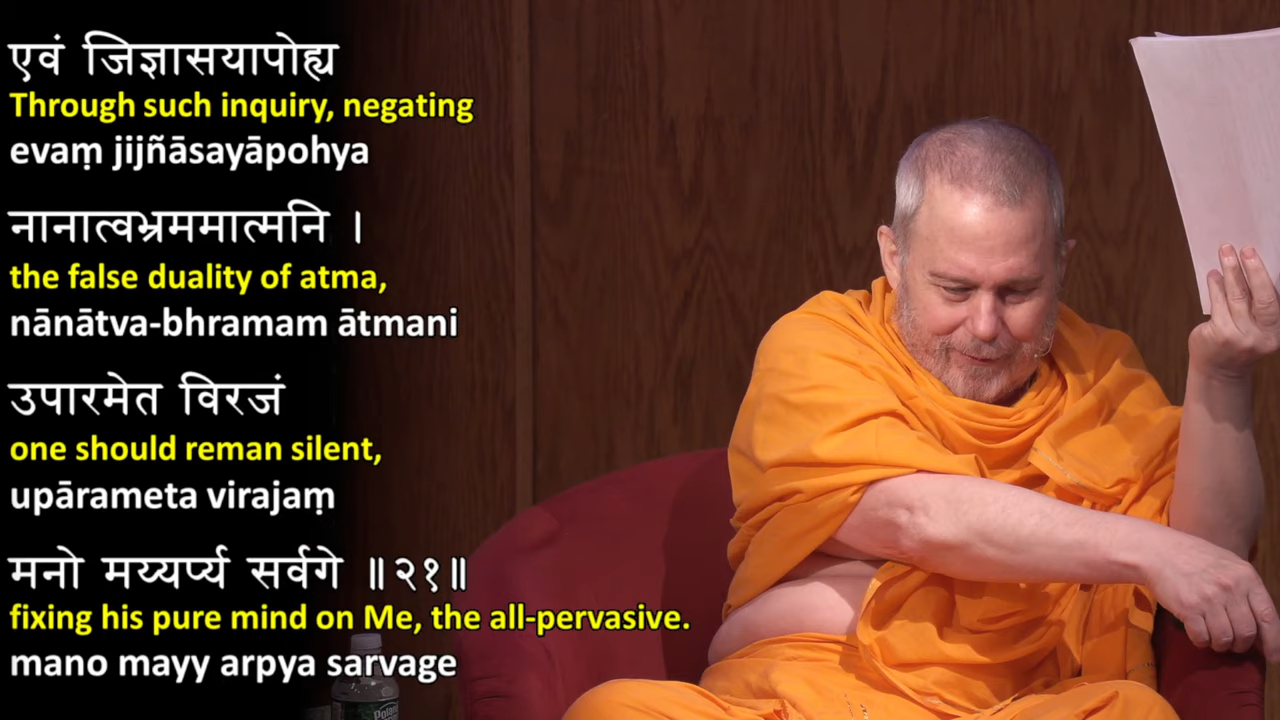 एवं जिज्ञासयापोह्य
Through such inquiry, negating
evaṃ jijñāsayāpohya
नानात्वभ्रममात्मनि ।
the false duality of atma,
nānātva-bhramam ātmani
उपारमेत विरजं
one should reman silent,
upārameta virajaṃ
मनो मय्यर्प्य सर्वगे ॥२१॥
fixing his pure mind on Me, the all-pervasive.
mano mayy arpya sarvage